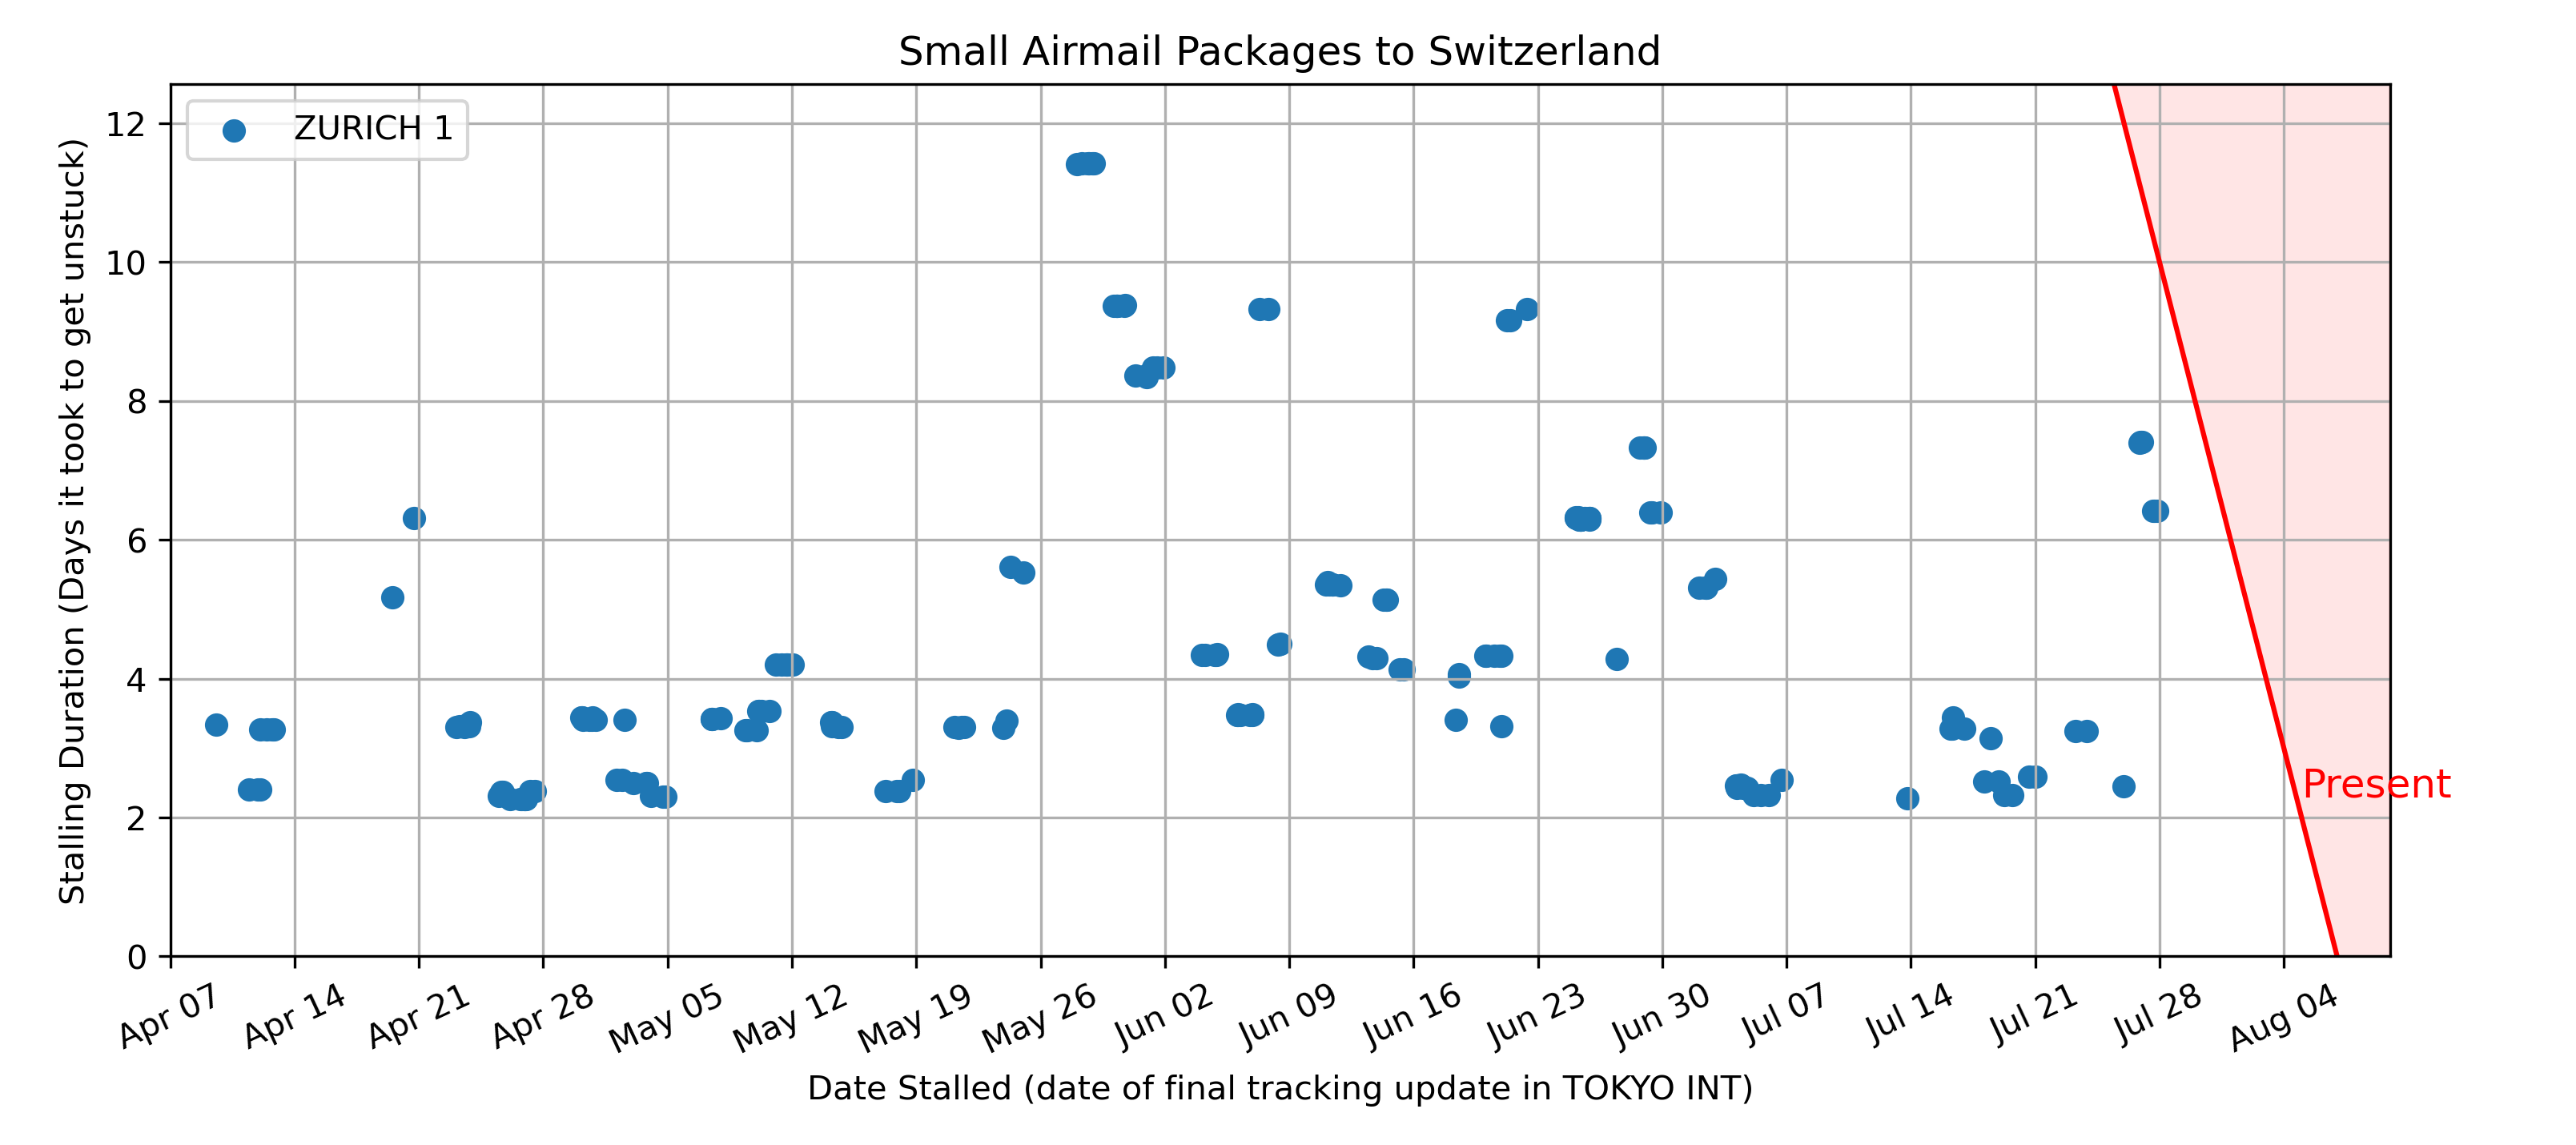 Small Airmail Packages to Switzerland
ZURICH 1
Stalling Duration (Days it took to get unstuck)
12
10
8
6
4
2
0
Present
Apr 07
Apr 14
Apr 21
Apr 28
May 05
May 12
May 19
May 26
Jun 02
Jun 09
Jun 16
Jun 23
Jun 30
Jul 07
Jul 14
Jul 21
Jul 28
Aug 04
Date Stalled (date of final tracking update in TOKYO INT)